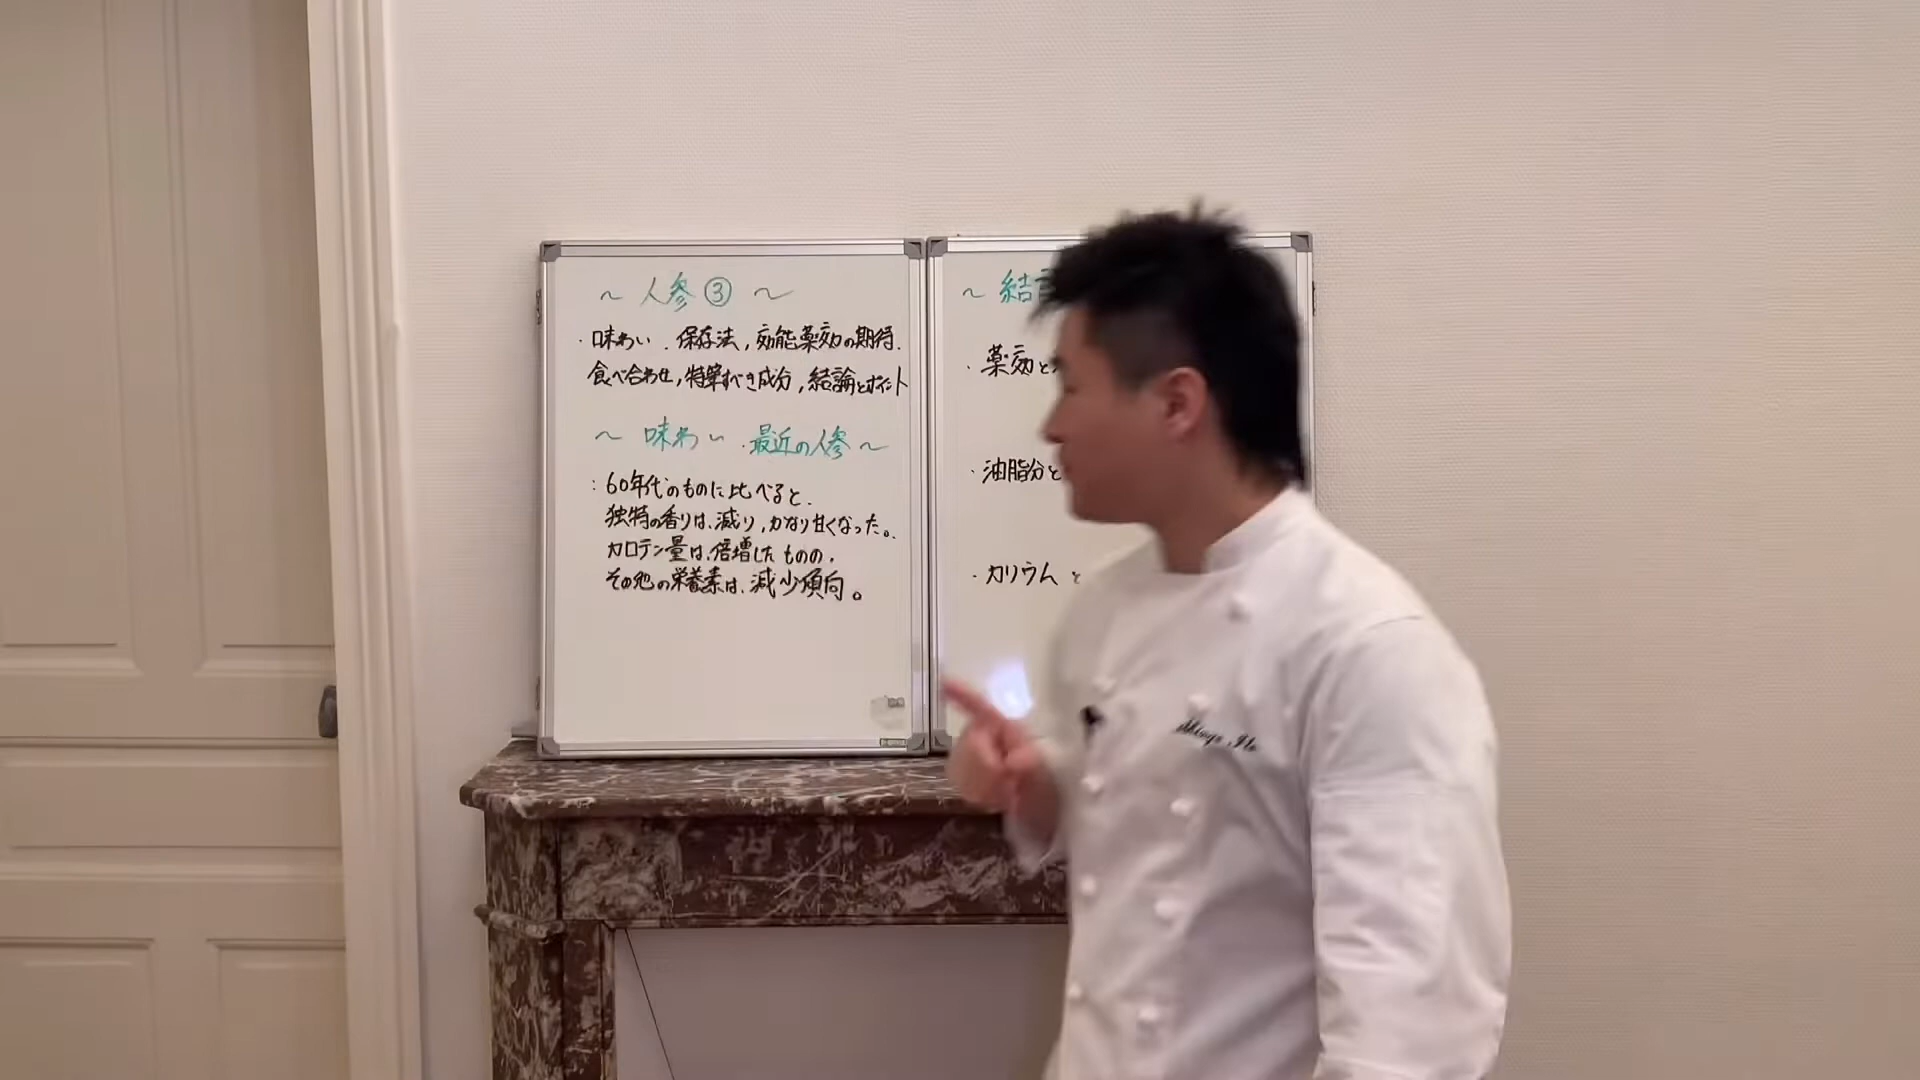 ～ 人参 ③ ～
・味わい . 保存法, 効能薬効の期待.
食べ合わせ, 特筆すべき成分, 結論とポイント
～ 味わい . 最近の人参 ～
: 60年代のものに比べると.
独特の香りは、減り, かなり甘くなった。
カロテン量は、倍増したものの.
その他の栄養素は、減少傾向。
～ 結
・薬効と
・油脂分と
・カリウム と